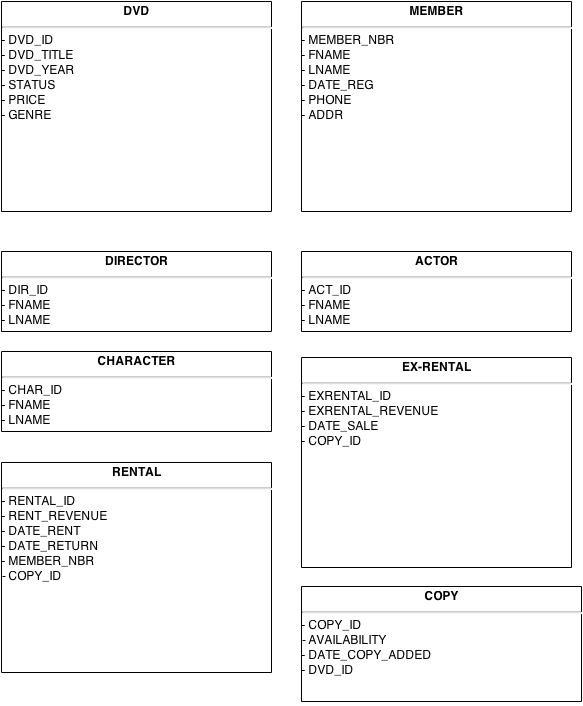 DVD
- DVD_ID
- DVD_TITLE
- DVD_YEAR
- STATUS
- PRICE
- GENRE
MEMBER
- MEMBER_NBR
- FNAME
- LNAME
- DATE_REG
- PHONE
- ADDR
DIRECTOR
- DIR_ID
- FNAME
- LNAME
ACTOR
- ACT_ID
- FNAME
- LNAME
CHARACTER
- CHAR_ID
- FNAME
- LNAME
EX-RENTAL
- EXRENTAL_ID
- EXRENTAL_REVENUE
- DATE_SALE
- COPY_ID
RENTAL
- RENTAL_ID
- RENT_REVENUE
- DATE_RENT
- DATE_RETURN
- MEMBER_NBR
- COPY_ID
COPY
- COPY_ID
- AVAILABILITY
- DATE_COPY_ADDED
- DVD_ID